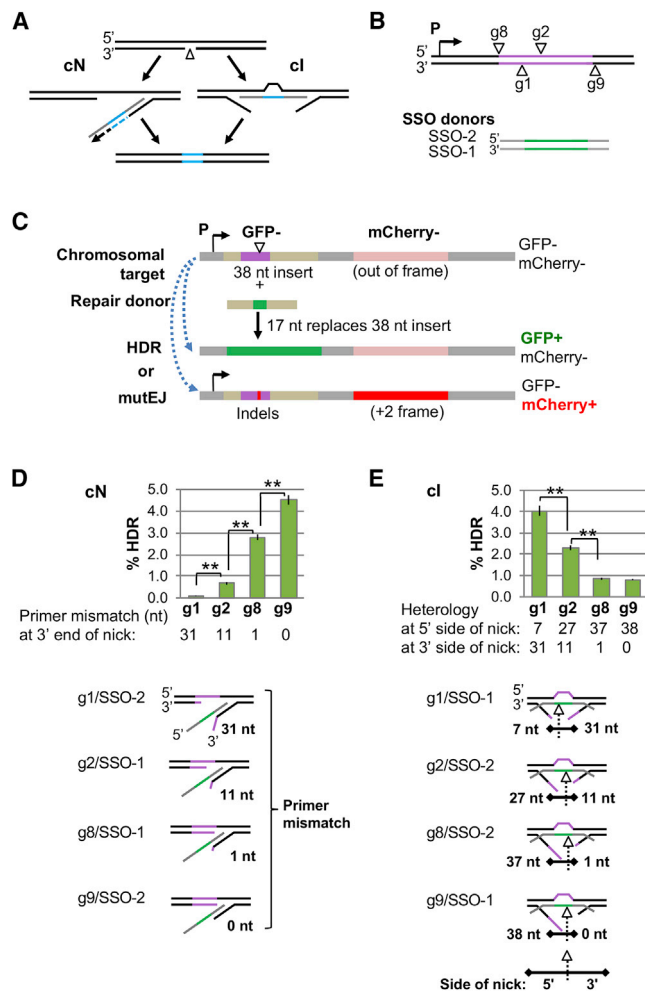 A
5'
3'
cN
cI
B
P
g8
g2
5'
3'
g1
g9
SSO donors
SSO-2
5'
SSO-1
3'
C
P
GFP-
mCherry-
Chromosomal
target
GFP-
mCherry-
38 nt insert
(out of frame)
+
Repair donor
17 nt replaces 38 nt insert
HDR
or
mutEJ
GFP+
mCherry-
GFP-
mCherry+
Indels
(+2 frame)
D
cN
% HDR
5.0
4.0
3.0
2.0
1.0
0.0
**
**
**
g1 g2 g8 g9
Primer mismatch (nt)
at 3' end of nick: 31 11 1 0
g1/SSO-2
5'
3'
5'
3'
31 nt
g2/SSO-1
11 nt
g8/SSO-1
1 nt
g9/SSO-2
0 nt
Primer
mismatch
E
cI
% HDR
5.0
4.0
3.0
2.0
1.0
0.0
**
**
g1 g2 g8 g9
Heterology
at 5' side of nick: 7 27 37 38
at 3' side of nick: 31 11 1 0
g1/SSO-1
5'
3'
7 nt
31 nt
g2/SSO-2
27 nt
11 nt
g8/SSO-2
37 nt
1 nt
g9/SSO-1
38 nt
0 nt
Side of nick: 5' 3'